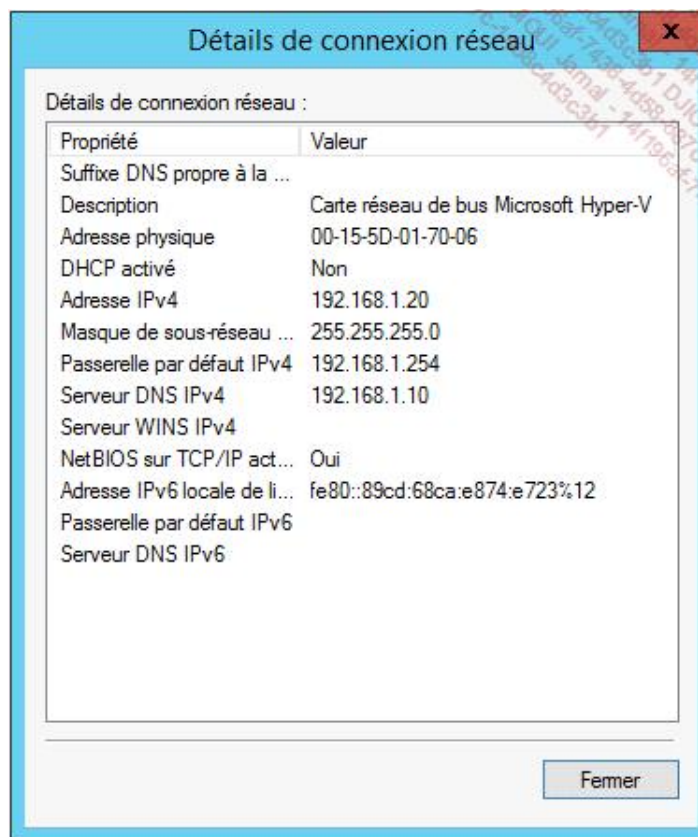 Détails de connexion réseau
x
Détails de connexion réseau :
Propriété Valeur
Suffixe DNS propre à la ...
Description Carte réseau de bus Microsoft Hyper-V
Adresse physique 00-15-5D-01-70-06
DHCP activé Non
Adresse IPv4 192.168.1.20
Masque de sous-réseau ... 255.255.255.0
Passerelle par défaut IPv4 192.168.1.254
Serveur DNS IPv4 192.168.1.10
Serveur WINS IPv4
NetBIOS sur TCP/IP act... Oui
Adresse IPv6 locale de li... fe80::89cd:68ca:e874:e723%12
Passerelle par défaut IPv6
Serveur DNS IPv6
Fermer